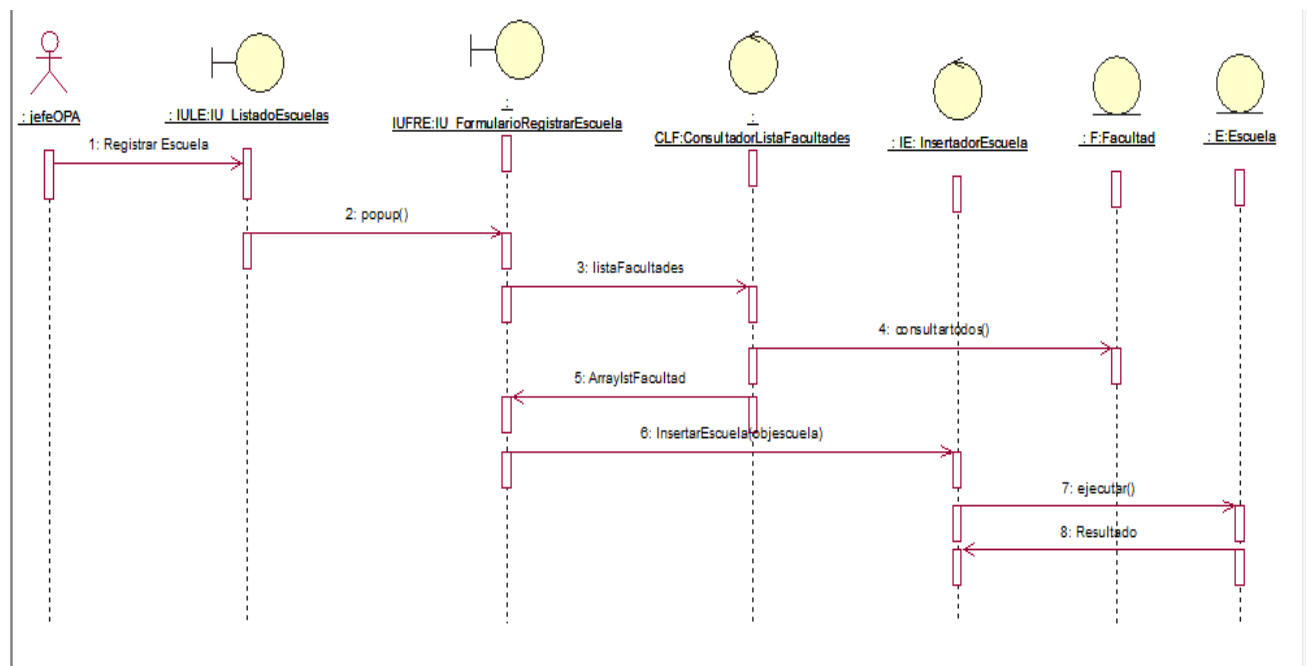 : jefeOPA
: IULE:IU_ListadoEscuelas
:
IUFRE:IU_FormularioRegistrarEscuela
:
CLF:ConsultadorListaFacultades
: IE: InsertadorEscuela
: F:Facultad
: E:Escuela
1: Registrar Escuela
2: popup()
3: listaFacultades
4: consultartodos()
5: ArraylstFacultad
6: InsertarEscuela(objescuela)
7: ejecutar()
8: Resultado